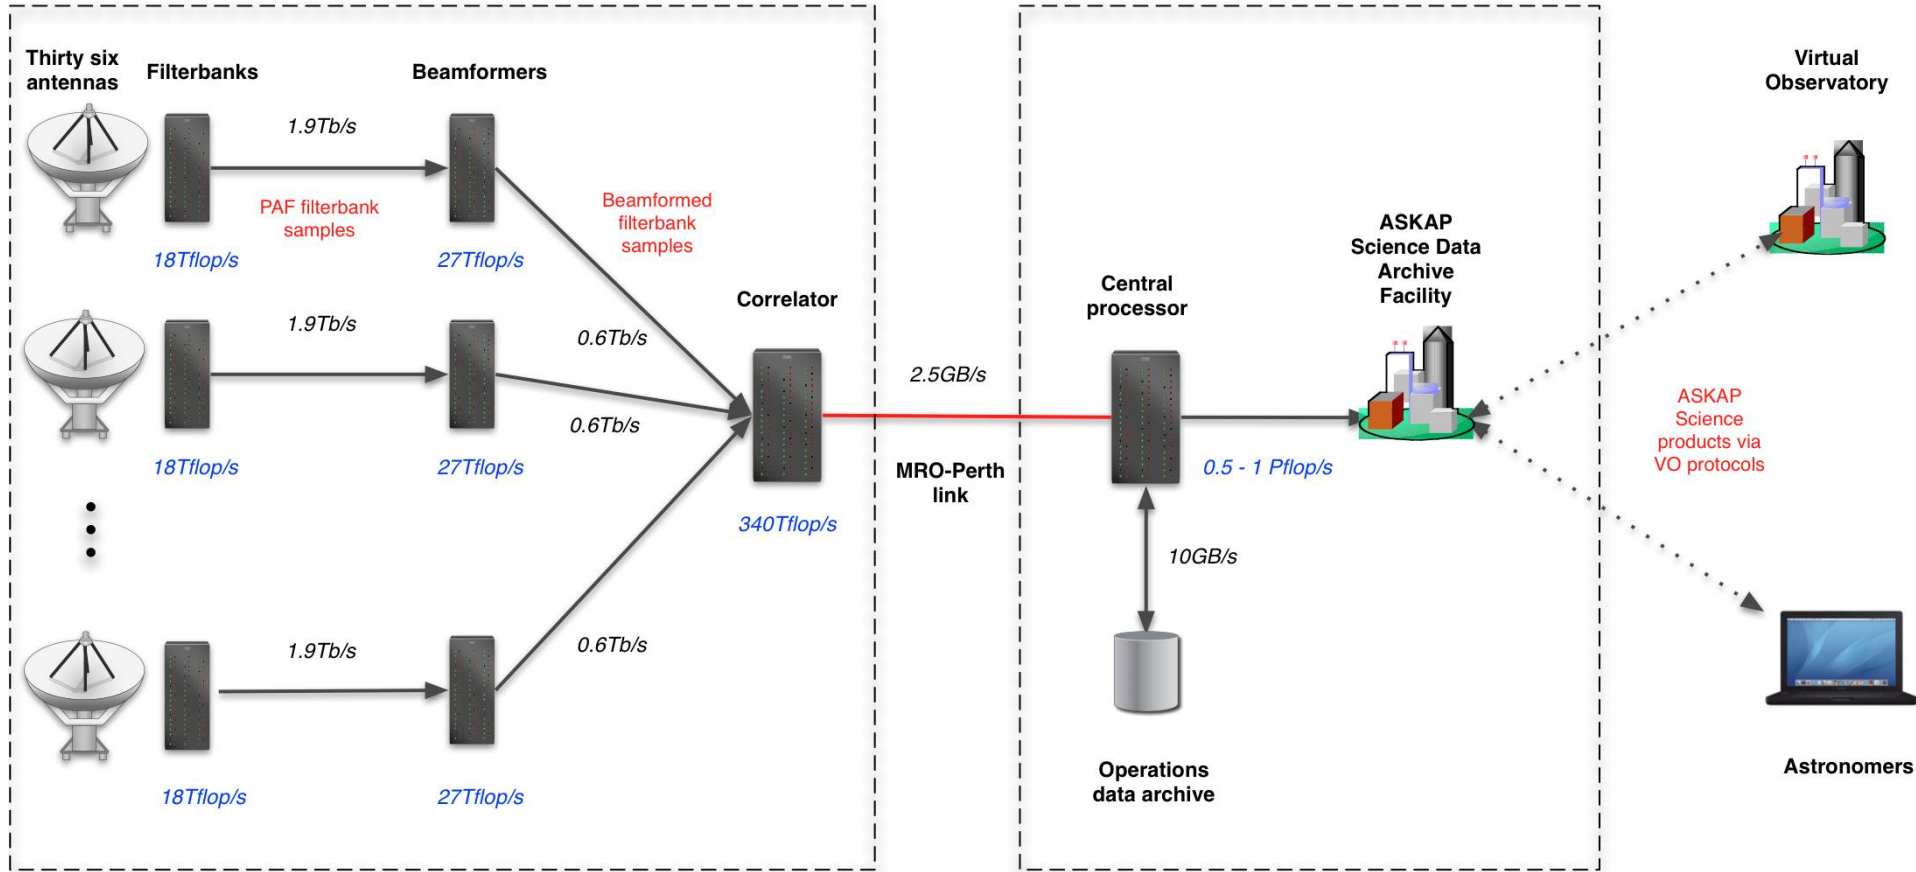 Thirty six
antennas
Filterbanks
Beamformers
1.9Tb/s
PAF filterbank
samples
18Tflop/s
27Tflop/s
Beamformed
filterbank
samples
1.9Tb/s
0.6Tb/s
0.6Tb/s
18Tflop/s
27Tflop/s
1.9Tb/s
0.6Tb/s
18Tflop/s
27Tflop/s
Correlator
340Tflop/s
2.5GB/s
MRO-Perth
link
Central
processor
0.5 - 1 Pflop/s
10GB/s
Operations
data archive
ASKAP
Science Data
Archive
Facility
Virtual
Observatory
ASKAP
Science
products via
VO protocols
Astronomers